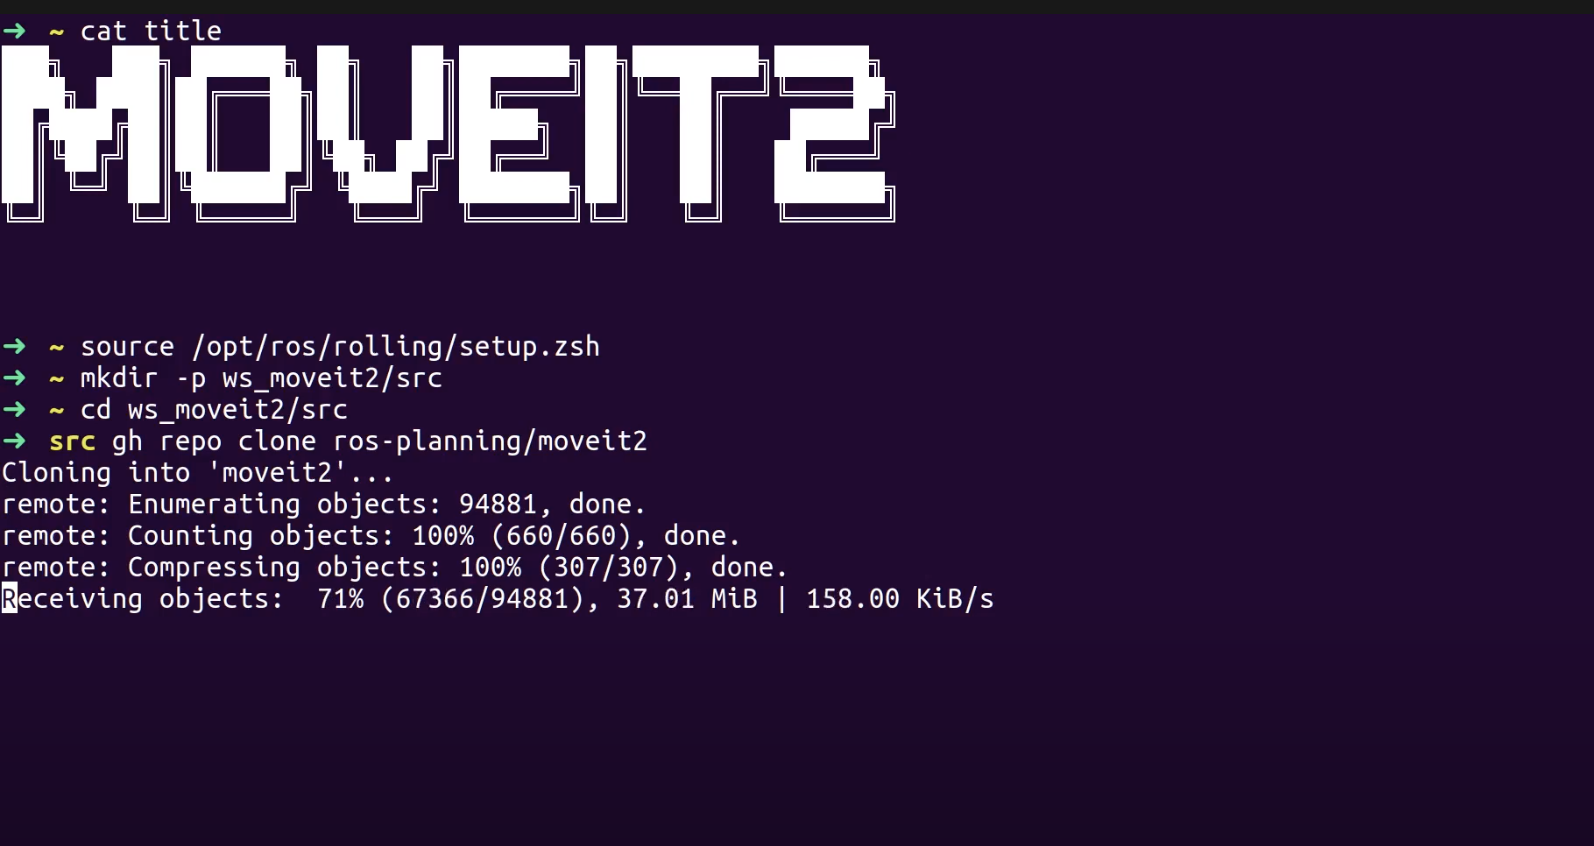 ➜ ~ cat title
MOVEIT 2
➜ ~ source /opt/ros/rolling/setup.zsh
➜ ~ mkdir -p ws_moveit2/src
➜ ~ cd ws_moveit2/src
➜ src gh repo clone ros-planning/moveit2
Cloning into 'moveit2'...
remote: Enumerating objects: 94881, done.
remote: Counting objects: 100% (660/660), done.
remote: Compressing objects: 100% (307/307), done.
Receiving objects:  71% (67366/94881), 37.01 MiB | 158.00 KiB/s